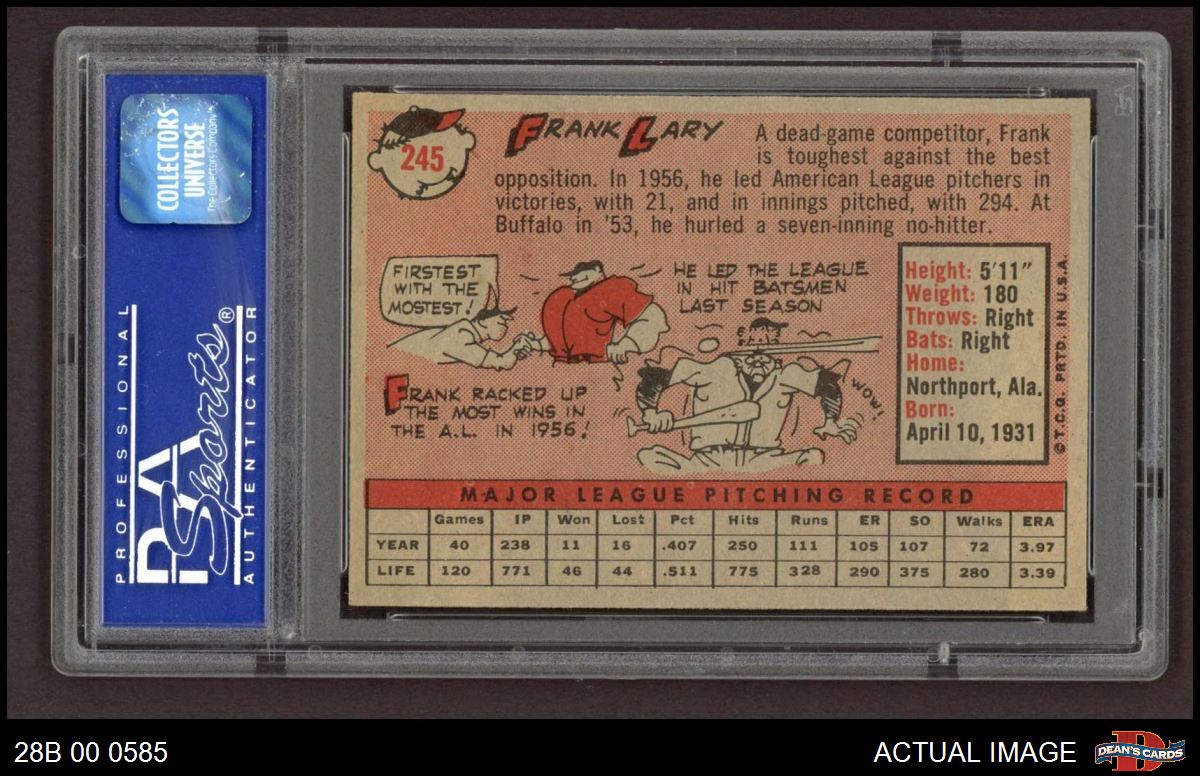 COLLECTORS
UNIVERSE
The Collectors Company
PROFESSIONAL
PSA
Sports®
AUTHENTICATOR
245
FRANK LARY
A dead-game competitor, Frank
is toughest against the best
opposition. In 1956, he led American League pitchers in
victories, with 21, and in innings pitched, with 294. At
Buffalo in '53, he hurled a seven-inning no-hitter.
FIRSTEST
WITH THE
MOSTEST!
FRANK RACKED UP
THE MOST WINS IN
THE A.L. IN 1956!
HE LED THE LEAGUE
IN HIT BATSMEN
LAST SEASON
WOW!
Height: 5'11"
Weight: 180
Throws: Right
Bats: Right
Home:
Northport, Ala.
Born:
April 10, 1931
© T.C.G. PRTD. IN U.S.A.
MAJOR LEAGUE PITCHING RECORD
Games IP Won Lost Pct Hits Runs ER SO Walks ERA
YEAR 40 238 11 16 .407 250 111 105 107 72 3.97
LIFE 120 771 46 44 .511 775 328 290 375 280 3.39
28B 00 0585
ACTUAL IMAGE
DEAN'S CARDS